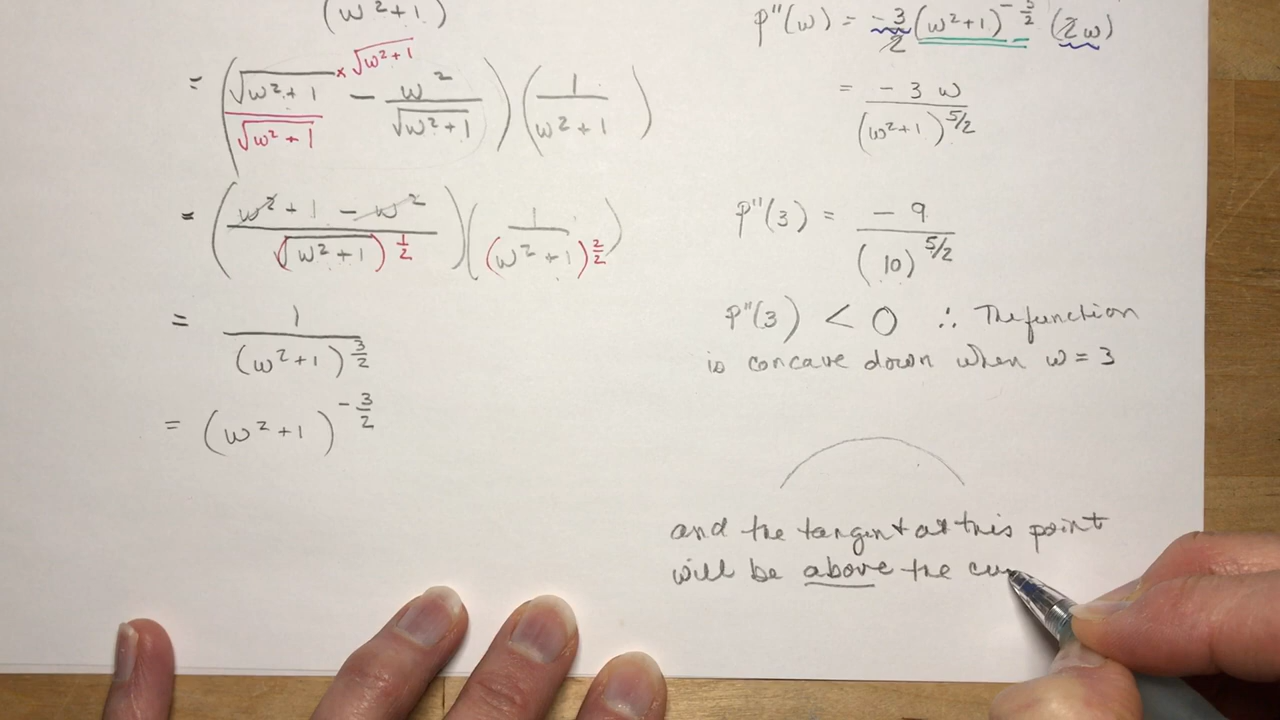 (w²+1)
= (√(w²+1) × √(w²+1) / √(w²+1) − w² / √(w²+1)) (1 / (w²+1))
= (w²+1 − w² / √(w²+1)^(1/2)) (1 / (w²+1)^(2/2))
= 1 / (w²+1)^(3/2)
= (w²+1)^(−3/2)
p''(w) = −3/2 (w²+1)^(−5/2) (2w)
= −3w / (w²+1)^(5/2)
p''(3) = −9 / (10)^(5/2)
p''(3) < 0 ∴ The function
is concave down when w = 3
and the tangent at this point
will be above the cu